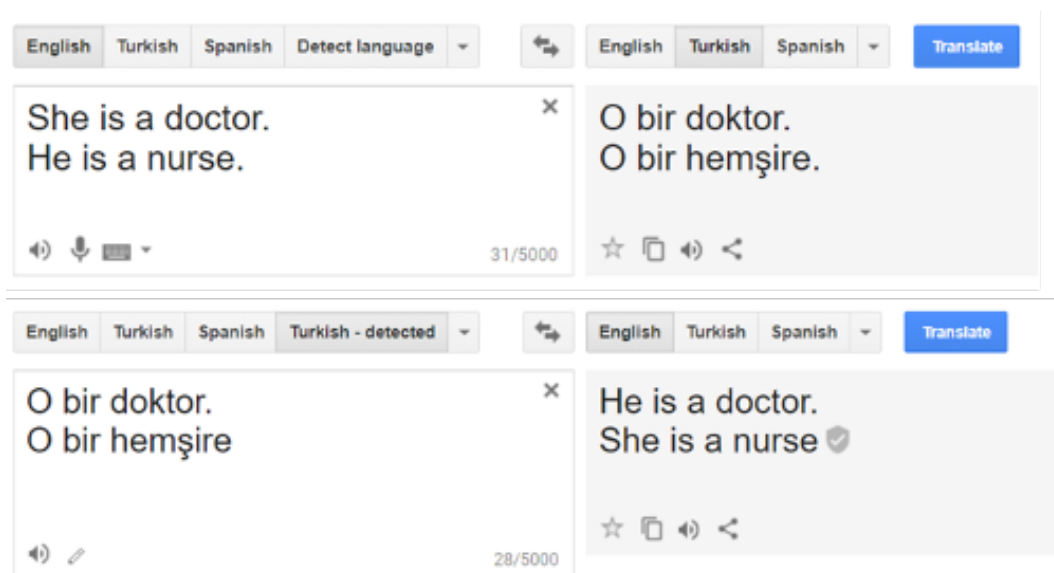 English Turkish Spanish Detect language English Turkish Spanish Translate
She is a doctor.
He is a nurse.
31/5000
O bir doktor.
O bir hemşire.
English Turkish Spanish Turkish - detected English Turkish Spanish Translate
O bir doktor.
O bir hemşire
28/5000
He is a doctor.
She is a nurse